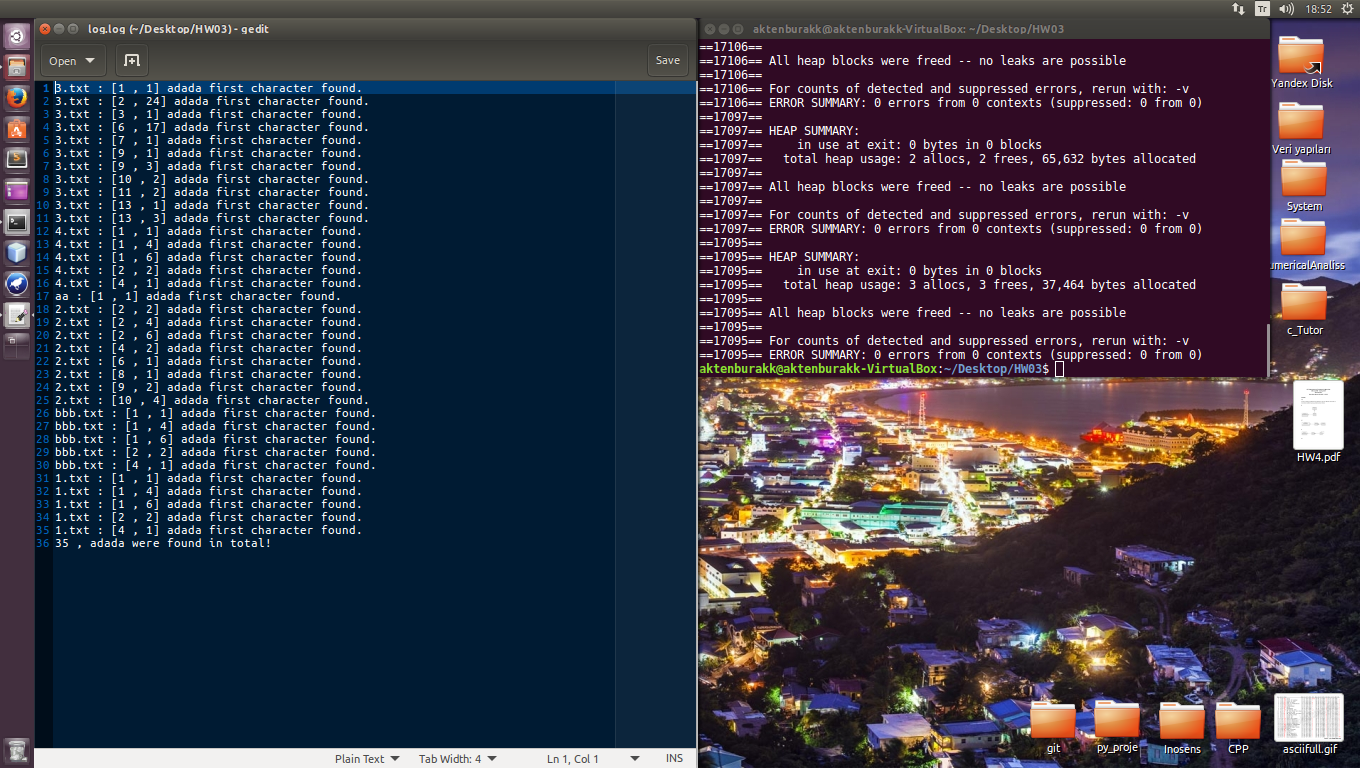 Tr
18:52
log.log (~/Desktop/HW03) - gedit
Open
Save
1 3.txt : [1 , 1] adada first character found.
2 3.txt : [2 , 24] adada first character found.
3 3.txt : [3 , 1] adada first character found.
4 3.txt : [6 , 17] adada first character found.
5 3.txt : [7 , 1] adada first character found.
6 3.txt : [9 , 1] adada first character found.
7 3.txt : [9 , 3] adada first character found.
8 3.txt : [10 , 2] adada first character found.
9 3.txt : [11 , 2] adada first character found.
10 3.txt : [13 , 1] adada first character found.
11 3.txt : [13 , 3] adada first character found.
12 4.txt : [1 , 1] adada first character found.
13 4.txt : [1 , 4] adada first character found.
14 4.txt : [1 , 6] adada first character found.
15 4.txt : [2 , 2] adada first character found.
16 4.txt : [4 , 1] adada first character found.
17 aa : [1 , 1] adada first character found.
18 2.txt : [2 , 2] adada first character found.
19 2.txt : [2 , 4] adada first character found.
20 2.txt : [2 , 6] adada first character found.
21 2.txt : [4 , 2] adada first character found.
22 2.txt : [6 , 1] adada first character found.
23 2.txt : [8 , 1] adada first character found.
24 2.txt : [9 , 2] adada first character found.
25 2.txt : [10 , 4] adada first character found.
26 bbb.txt : [1 , 1] adada first character found.
27 bbb.txt : [1 , 4] adada first character found.
28 bbb.txt : [1 , 6] adada first character found.
29 bbb.txt : [2 , 2] adada first character found.
30 bbb.txt : [4 , 1] adada first character found.
31 1.txt : [1 , 1] adada first character found.
32 1.txt : [1 , 4] adada first character found.
33 1.txt : [1 , 6] adada first character found.
34 1.txt : [2 , 2] adada first character found.
35 1.txt : [4 , 1] adada first character found.
36 35 , adada were found in total!
Plain Text
Tab Width: 4
Ln 1, Col 1
INS
aktenburakk@aktenburakk-VirtualBox: ~/Desktop/HW03
==17106==
==17106== All heap blocks were freed -- no leaks are possible
==17106==
==17106== For counts of detected and suppressed errors, rerun with: -v
==17106== ERROR SUMMARY: 0 errors from 0 contexts (suppressed: 0 from 0)
==17097==
==17097== HEAP SUMMARY:
==17097==     in use at exit: 0 bytes in 0 blocks
==17097==   total heap usage: 2 allocs, 2 frees, 65,632 bytes allocated
==17097==
==17097== All heap blocks were freed -- no leaks are possible
==17097==
==17097== For counts of detected and suppressed errors, rerun with: -v
==17097== ERROR SUMMARY: 0 errors from 0 contexts (suppressed: 0 from 0)
==17095==
==17095== HEAP SUMMARY:
==17095==     in use at exit: 0 bytes in 0 blocks
==17095==   total heap usage: 3 allocs, 3 frees, 37,464 bytes allocated
==17095==
==17095== All heap blocks were freed -- no leaks are possible
==17095==
==17095== For counts of detected and suppressed errors, rerun with: -v
==17095== ERROR SUMMARY: 0 errors from 0 contexts (suppressed: 0 from 0)
aktenburakk@aktenburakk-VirtualBox:~/Desktop/HW03$
Yandex Disk
Veri yapıları
System
umericalAnaliss
c_Tutor
HW4.pdf
git
py_proje
Inosens
CPP
asciifull.gif